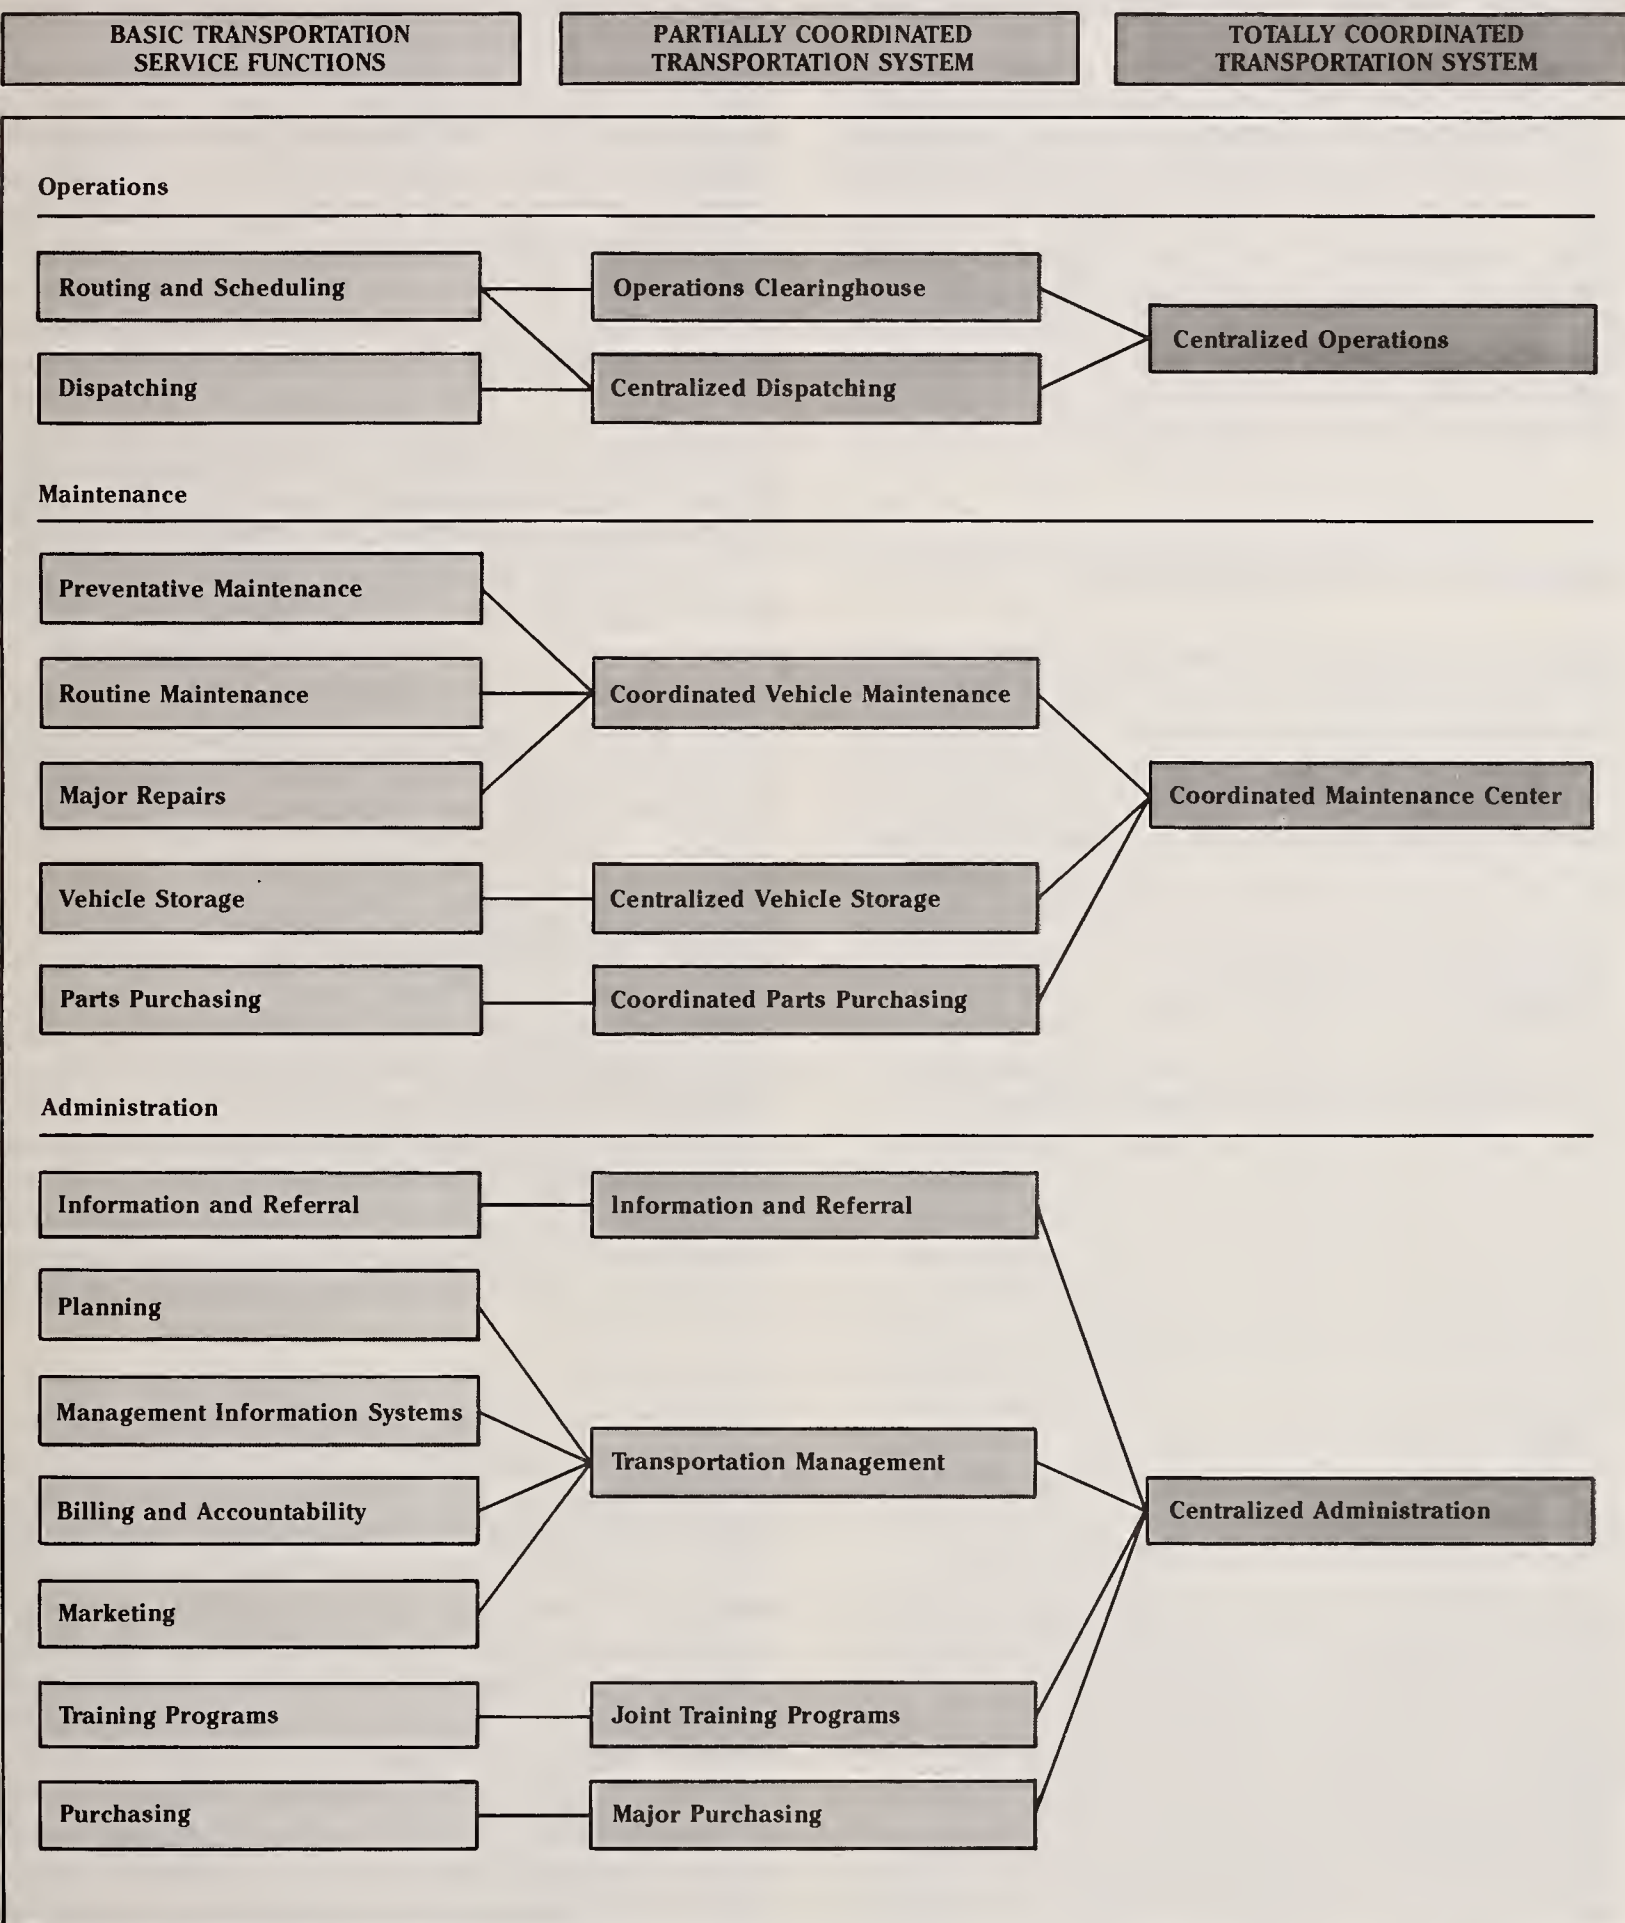 BASIC TRANSPORTATION
SERVICE FUNCTIONS
PARTIALLY COORDINATED
TRANSPORTATION SYSTEM
TOTALLY COORDINATED
TRANSPORTATION SYSTEM
Operations
Routing and Scheduling
Operations Clearinghouse
Centralized Operations
Dispatching
Centralized Dispatching
Maintenance
Preventative Maintenance
Routine Maintenance
Coordinated Vehicle Maintenance
Major Repairs
Coordinated Maintenance Center
Vehicle Storage
Centralized Vehicle Storage
Parts Purchasing
Coordinated Parts Purchasing
Administration
Information and Referral
Information and Referral
Planning
Management Information Systems
Transportation Management
Billing and Accountability
Centralized Administration
Marketing
Training Programs
Joint Training Programs
Purchasing
Major Purchasing